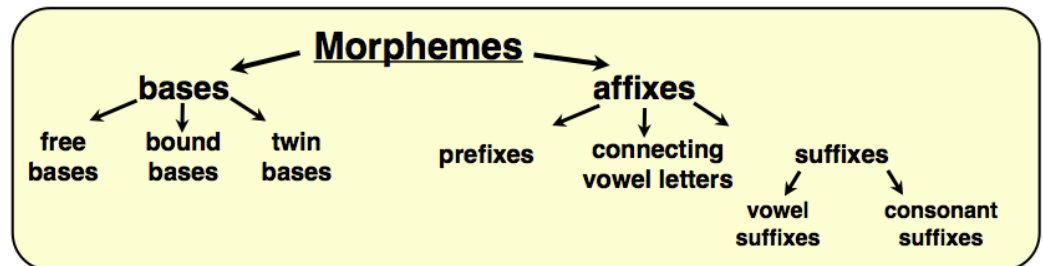 Morphemes
bases
affixes
free
bases
bound
bases
twin
bases
prefixes
connecting
vowel letters
suffixes
vowel
suffixes
consonant
suffixes